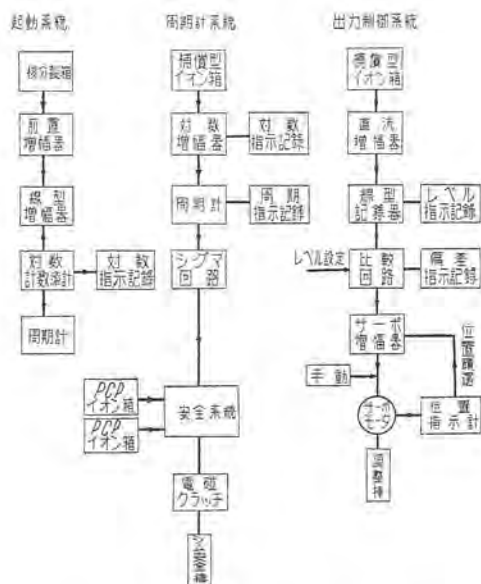 起動系統
核分裂箱
前置
増幅器
線型
増幅器
対数
計数率計
対数
指示記録
周期計
周期計系統
補償型
イオン箱
対数
増幅器
対数
指示記録
周期計
周期
指示記録
シグマ
回路
PCP
イオン箱
PCP
イオン箱
安全系統
電磁
クラッチ
安全棒
出力制御系統
補償型
イオン箱
直流
増幅器
線型
記録器
レベル
指示記録
レベル設定
比較
回路
偏差
指示記録
サーボ
増幅器
手動
サーボ
モータ
位置
指示計
位置饋還
調整棒